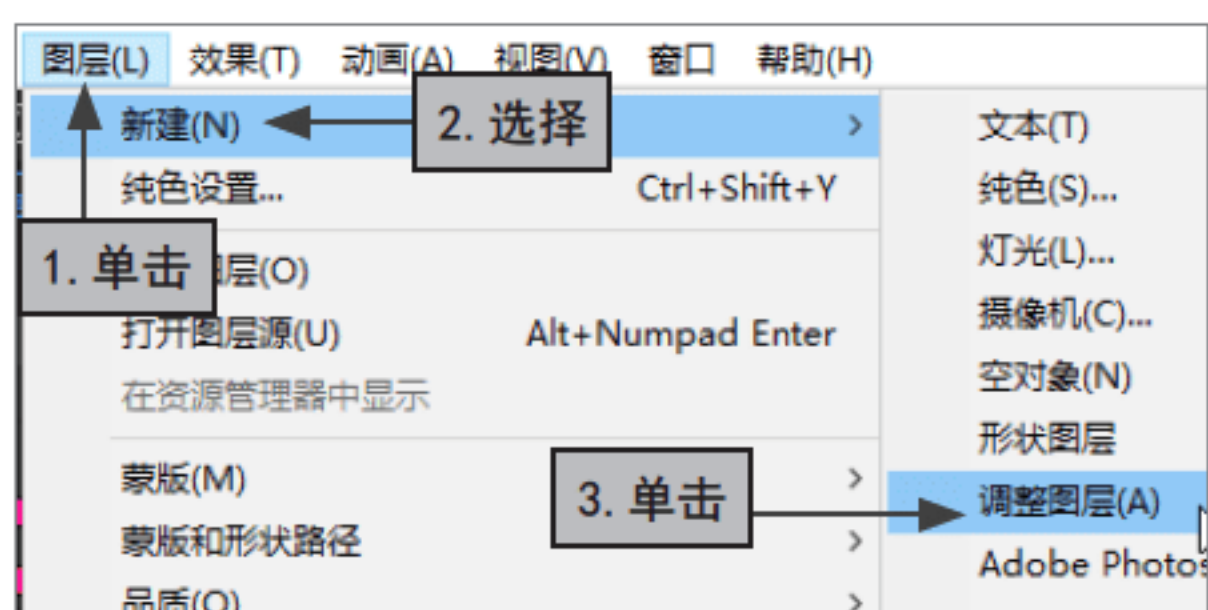 图层(L) 效果(T) 动画(A) 视图(V) 窗口 帮助(H)
新建(N)
2. 选择
文本(T)
纯色设置... Ctrl+Shift+Y
纯色(S)...
1. 单击
层(O)
灯光(L)...
打开图层源(U) Alt+Numpad Enter
摄像机(C)...
在资源管理器中显示
空对象(N)
形状图层
蒙版(M)
3. 单击
调整图层(A)
蒙版和形状路径
Adobe Photos
品质(Q)